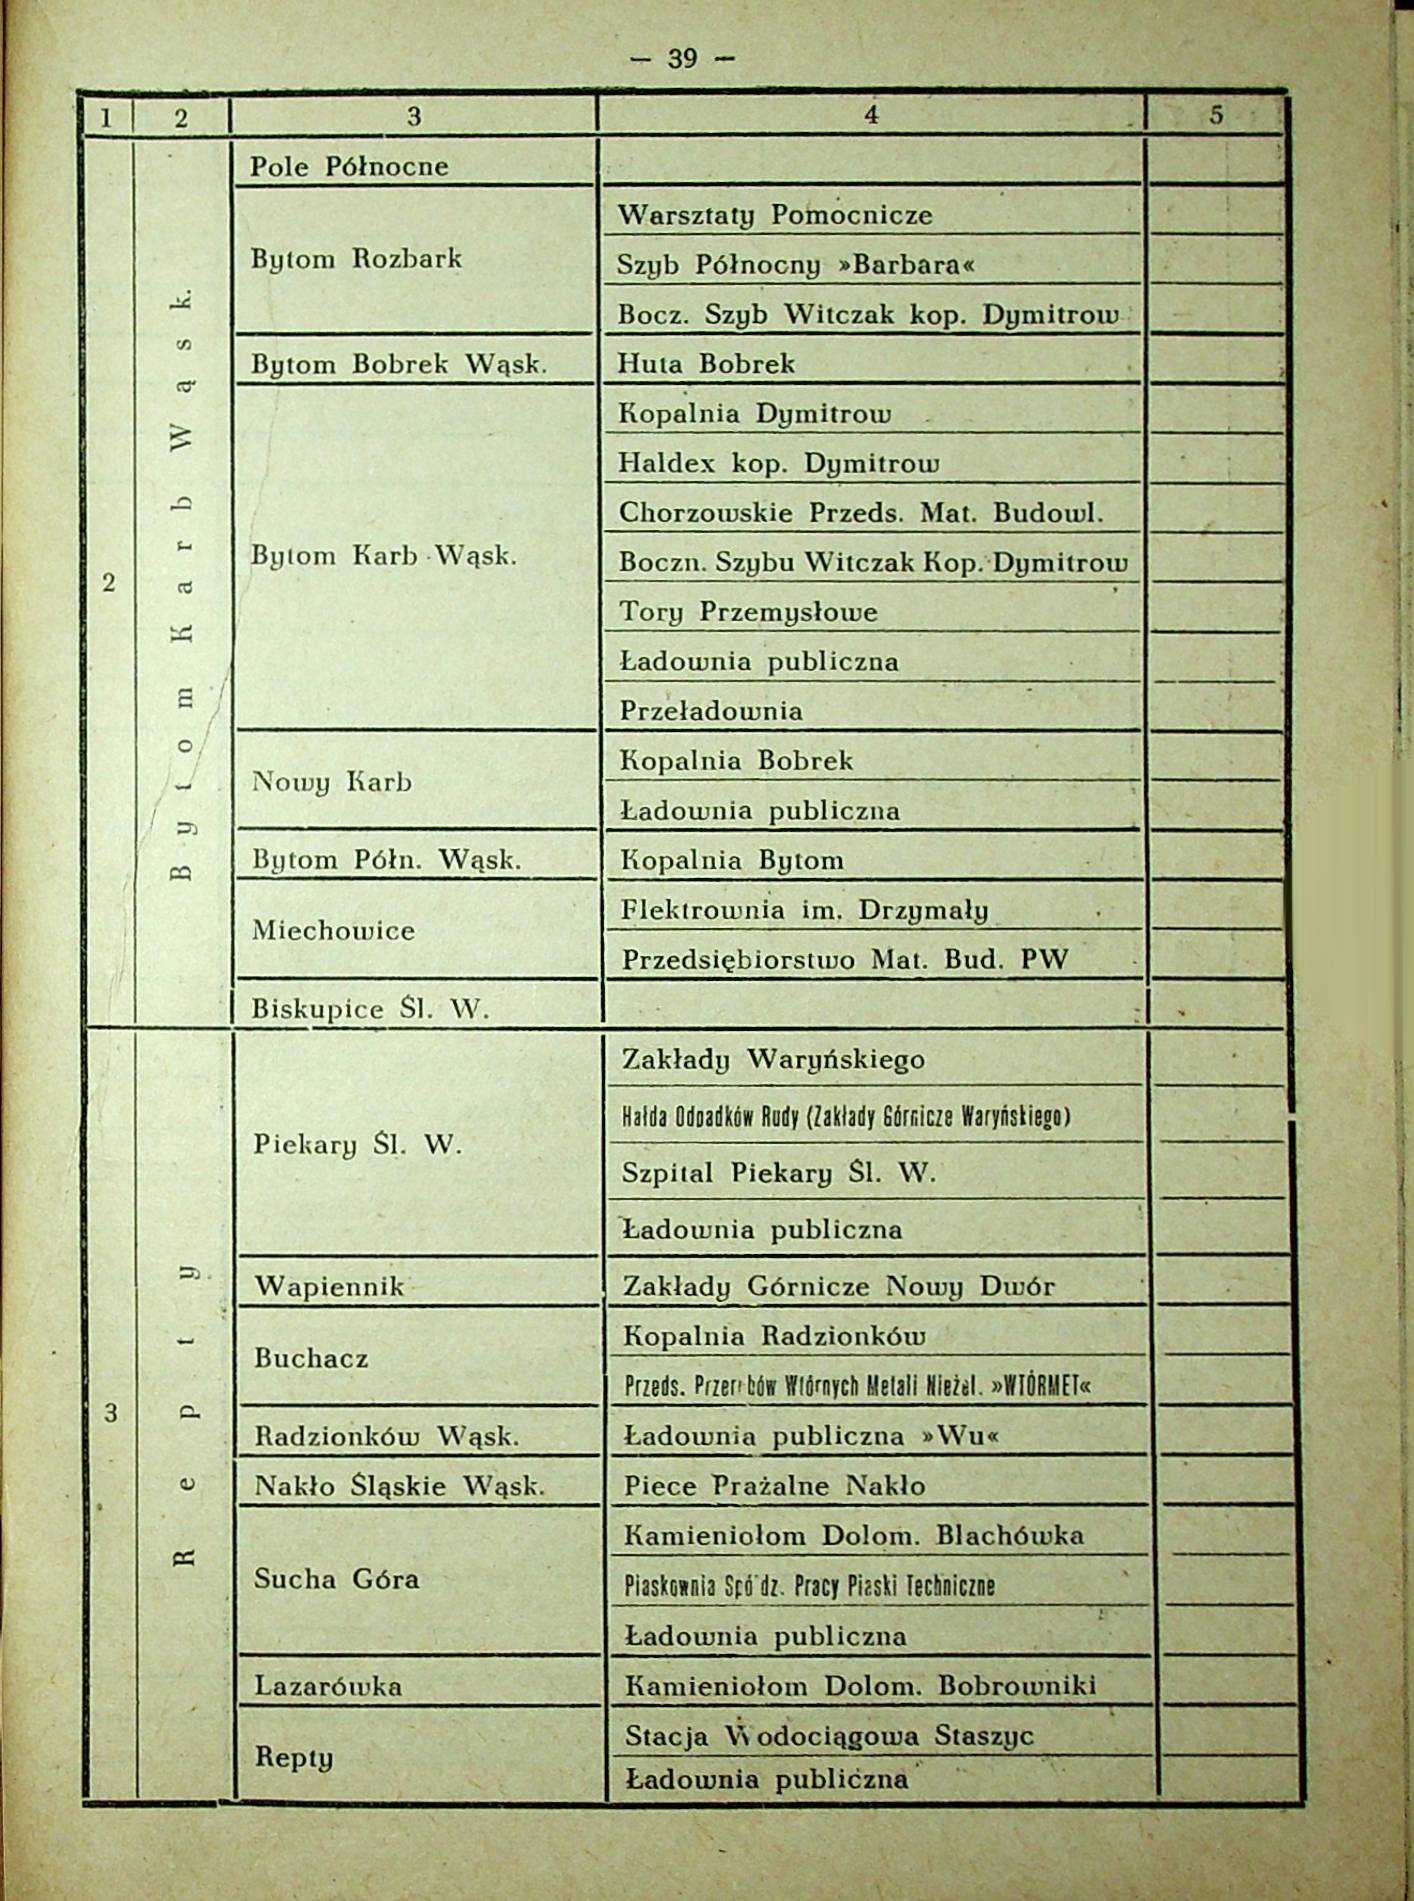 — 39 —
1 2 3 4 5
2 Bytom Karb Wąsk.
Pole Północne
Bytom Rozbark
Warsztaty Pomocnicze
Szyb Północny »Barbara«
Bocz. Szyb Witczak kop. Dymitrow
Bytom Bobrek Wąsk. Huta Bobrek
Bytom Karb Wąsk.
Kopalnia Dymitrow
Haldex kop. Dymitrow
Chorzowskie Przeds. Mat. Budowl.
Boczn. Szybu Witczak Kop. Dymitrow
Tory Przemysłowe
Ładownia publiczna
Przeładownia
Nowy Karb
Kopalnia Bobrek
Ładownia publiczna
Bytom Półn. Wąsk. Kopalnia Bytom
Miechowice
Flektrownia im. Drzymały
Przedsiębiorstwo Mat. Bud. PW
Biskupice Śl. W.
3 Repty
Piekary Śl. W.
Zakłady Waryńskiego
Hałda Odpadków Rudy (Zakłady Górnicze Waryńskiego)
Szpital Piekary Śl. W.
Ładownia publiczna
Wapiennik Zakłady Górnicze Nowy Dwór
Buchacz
Kopalnia Radzionków
Przeds. Wtórnych Metali Nieżel. »WTÓRMET«
Radzionków Wąsk. Ładownia publiczna »Wu«
Nakło Śląskie Wąsk. Piece Prażalne Nakło
Sucha Góra
Kamieniołom Dolom. Blachówka
Piaskownia Spó dz. Pracy Piaski Techniczne
Ładownia publiczna
Lazarówka Kamieniołom Dolom. Bobrowniki
Repty
Stacja Wodociągowa Staszyc
Ładownia publiczna